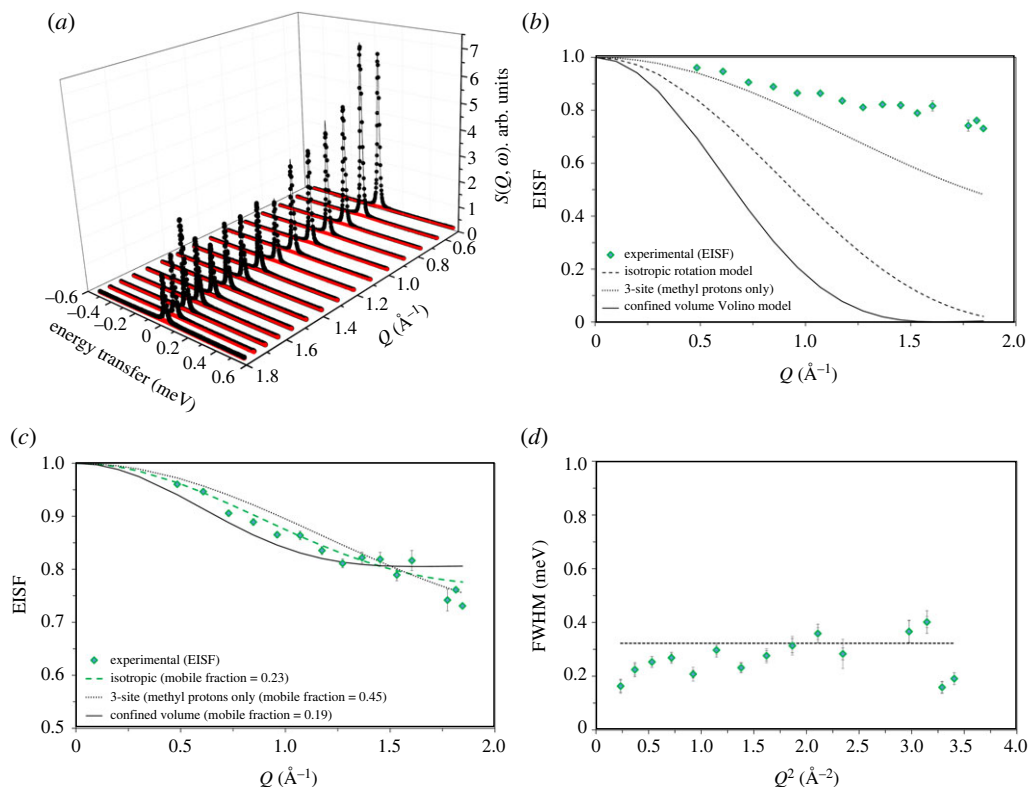 (a)
7
6
5
4
3
2
1
0
S(Q, ω). arb. units
–0.6
–0.4
–0.2
0
0.2
0.4
0.6
energy transfer (meV)
0.6
0.8
1.0
1.2
1.4
1.6
1.8
Q (Å⁻¹)
(b)
1.0
0.8
0.6
0.4
0.2
0
EISF
experimental (EISF)
isotropic rotation model
3-site (methyl protons only)
confined volume Volino model
0 0.5 1.0 1.5 2.0
Q (Å⁻¹)
(c)
1.0
0.9
0.8
0.7
0.6
0.5
EISF
experimental (EISF)
isotropic (mobile fraction = 0.23)
3-site (methyl protons only) (mobile fraction = 0.45)
confined volume (mobile fraction = 0.19)
0 0.5 1.0 1.5 2.0
Q (Å⁻¹)
(d)
1.0
0.8
0.6
0.4
0.2
0
FWHM (meV)
0 0.5 1.0 1.5 2.0 2.5 3.0 3.5 4.0
Q² (Å⁻²)